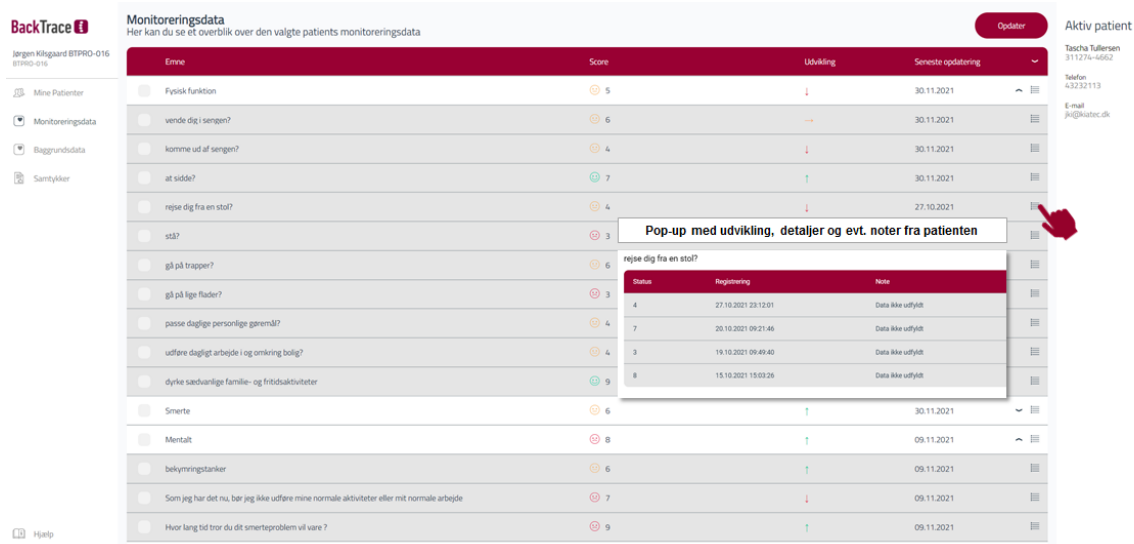 BackTrace
Jørgen Kilsgaard BTPRO-016
BTPRO-016
Mine Patienter
Monitoreringsdata
Baggrundsdata
Samtykker
Hjælp
Monitoreringsdata
Her kan du se et overblik over den valgte patients monitoreringsdata
Opdater
Emne Score Udvikling Seneste opdatering
Fysisk funktion 5 ↓ 30.11.2021
vende dig i sengen? 6 → 30.11.2021
komme ud af sengen? 4 ↓ 30.11.2021
at sidde? 7 ↑ 30.11.2021
rejse dig fra en stol? 4 ↓ 27.10.2021
stå? 3
gå på trapper? 6
gå på lige flader? 3
passe daglige personlige gøremål? 4
udføre dagligt arbejde i og omkring bolig? 4
dyrke sædvanlige familie- og fritidsaktiviteter 9
Pop-up med udvikling, detaljer og evt. noter fra patienten
rejse dig fra en stol?
Status Registrering Note
4 27.10.2021 23:12:01 Data ikke udfyldt
7 20.10.2021 09:21:46 Data ikke udfyldt
3 19.10.2021 09:49:40 Data ikke udfyldt
8 15.10.2021 15:03:26 Data ikke udfyldt
Smerte 6 ↑ 30.11.2021
Mentalt 8 ↑ 09.11.2021
bekymringstanker 6 ↑ 09.11.2021
Som jeg har det nu, bør jeg ikke udføre mine normale aktiviteter eller mit normale arbejde 7 ↓ 09.11.2021
Hvor lang tid tror du dit smerteproblem vil vare ? 9 ↑ 09.11.2021
Aktiv patient
Tascha Tullersen
311274-4662
Telefon
43232113
E-mail
jki@kiatec.dk